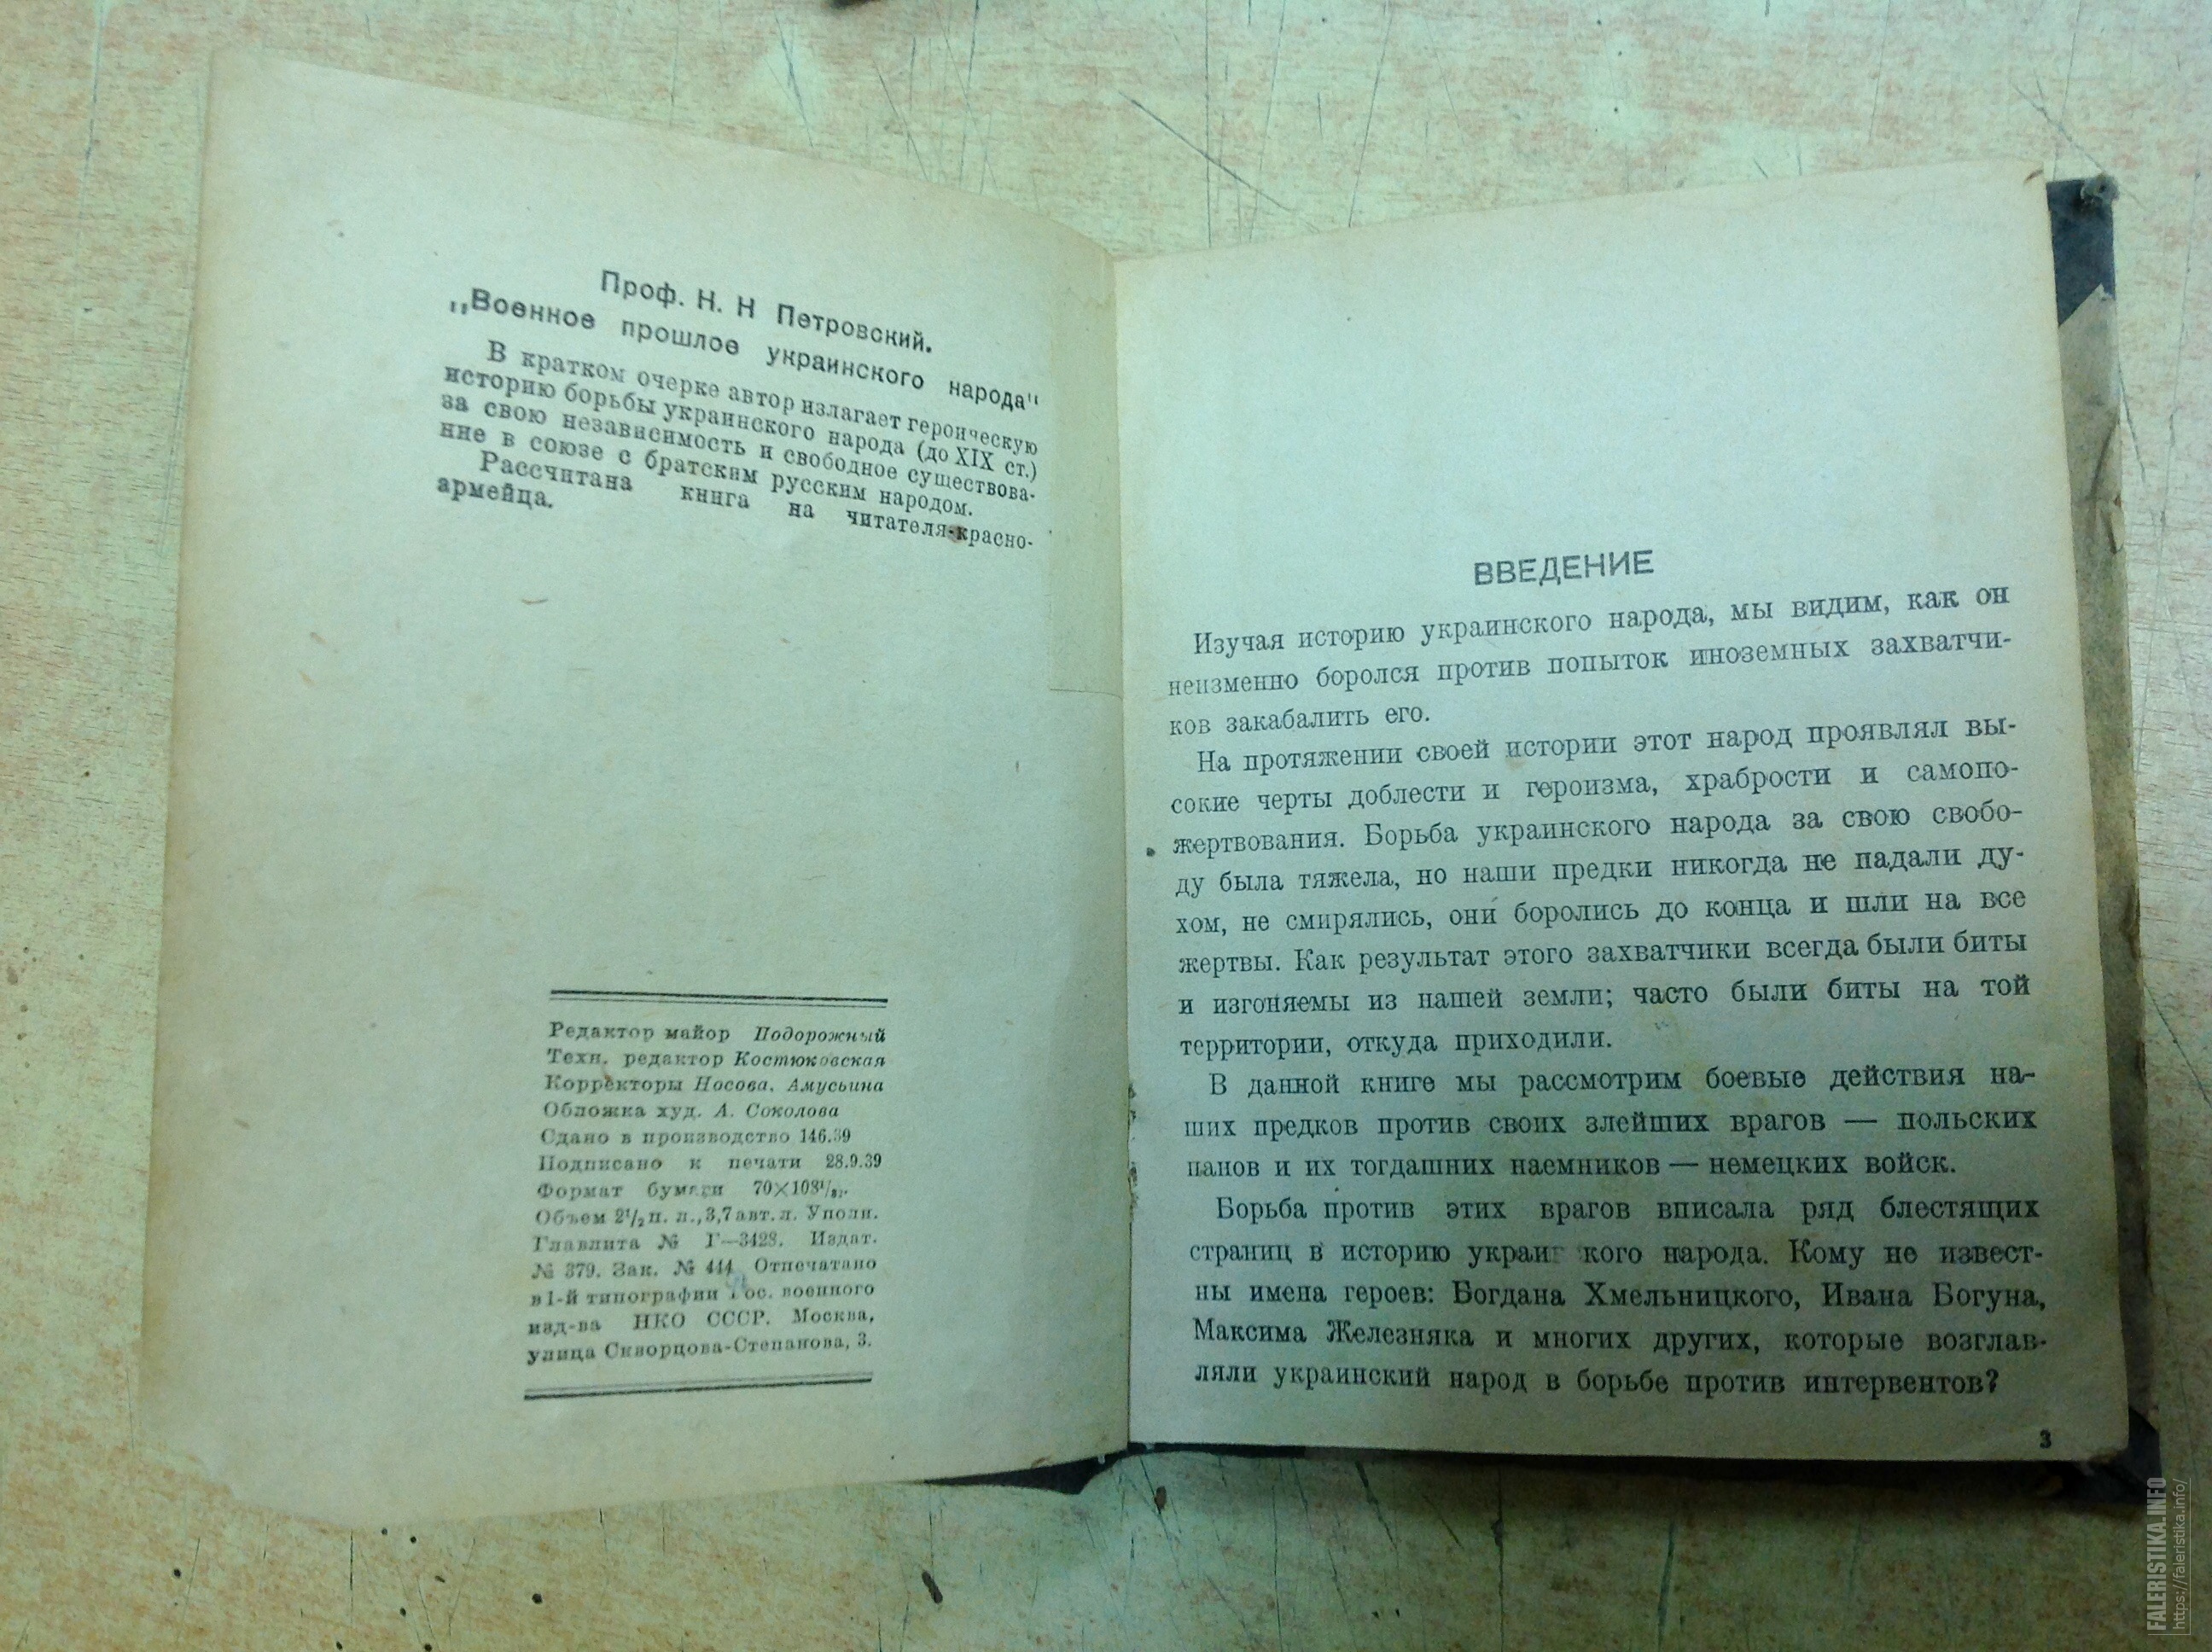 Проф. Н. Н Петровский.
„Военное прошлое украинского народа"
В кратком очерке автор излагает героическую
историю борьбы украинского народа (до XIX ст.)
за свою независимость и свободное существова-
ние в союзе с братским русским народом.
Рассчитана книга на читателя-красно-
армейца.
Редактор майор Подорожный
Техн. редактор Костюковская
Корректоры Носова, Амусьина
Обложка худ. А. Соколова
Сдано в производство
Подписано к печати 28.9.39
Формат бумаги
Объем 2½ п. л., 3,7 авт. л. Уполн.
Главлита № Г—3428. Издат.
№ 379. Зак. № 444 Отпечатано
в 1-й типографии Гос. военного
изд-ва НКО СССР. Москва,
улица Скворцова-Степанова, 3.
ВВЕДЕНИЕ
Изучая историю украинского народа, мы видим, как он
неизменно боролся против попыток иноземных захватчи-
ков закабалить его.
На протяжении своей истории этот народ проявлял вы-
сокие черты доблести и героизма, храбрости и самопо-
жертвования. Борьба украинского народа за свою свобо-
ду была тяжела, но наши предки никогда не падали ду-
хом, не смирялись, они боролись до конца и шли на все
жертвы. Как результат этого захватчики всегда были биты
и изгоняемы из нашей земли; часто были биты на той
территории, откуда приходили.
В данной книге мы рассмотрим боевые действия на-
ших предков против своих злейших врагов — польских
панов и их тогдашних наемников — немецких войск.
Борьба против этих врагов вписала ряд блестящих
страниц в историю украинского народа. Кому не извест-
ны имена героев: Богдана Хмельницкого, Ивана Богуна,
Максима Железняка и многих других, которые возглав-
ляли украинский народ в борьбе против интервентов?
3
FALERISTIKA.INFO
https://faleristika.info/